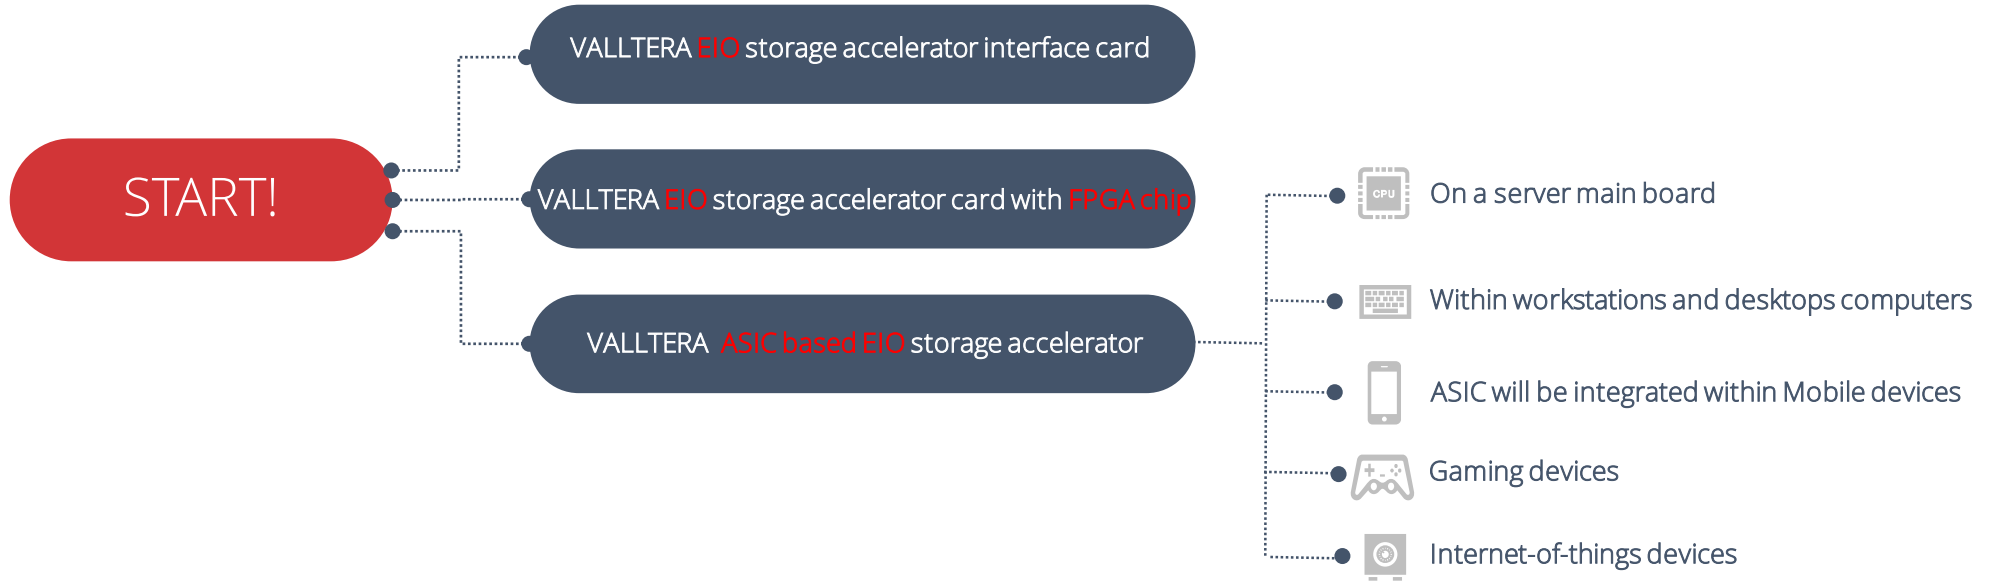 VALLTERA EIO storage accelerator interface card
START!
VALLTERA EIO storage accelerator card with FPGA chip
VALLTERA ASIC based EIO storage accelerator
CPU
On a server main board
Within workstations and desktops computers
ASIC will be integrated within Mobile devices
Gaming devices
Internet-of-things devices